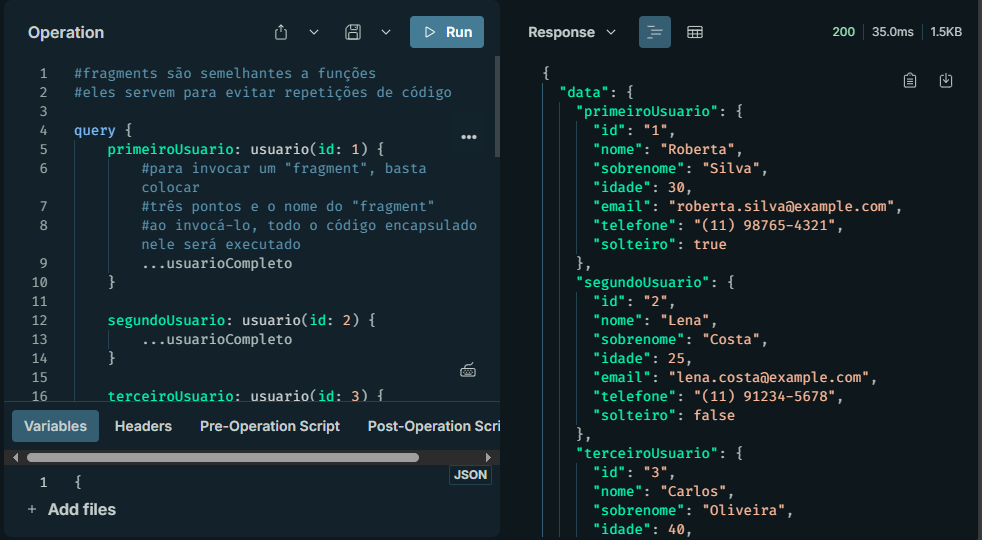 Operation
Run
1 #fragments são semelhantes a funções
2 #eles servem para evitar repetições de código
3
4 query {
5 primeiroUsuario: usuario(id: 1) {
6 #para invocar um "fragment", basta
colocar
7 #três pontos e o nome do "fragment"
8 #ao invocá-lo, todo o código encapsulado
nele será executado
9 ...usuarioCompleto
10 }
11
12 segundoUsuario: usuario(id: 2) {
13 ...usuarioCompleto
14 }
15
16 terceiroUsuario: usuario(id: 3) {
Variables Headers Pre-Operation Script Post-Operation Scri
JSON
1 {
+ Add files
Response 200 35.0ms 1.5KB
{
"data": {
"primeiroUsuario": {
"id": "1",
"nome": "Roberta",
"sobrenome": "Silva",
"idade": 30,
"email": "roberta.silva@example.com",
"telefone": "(11) 98765-4321",
"solteiro": true
},
"segundoUsuario": {
"id": "2",
"nome": "Lena",
"sobrenome": "Costa",
"idade": 25,
"email": "lena.costa@example.com",
"telefone": "(11) 91234-5678",
"solteiro": false
},
"terceiroUsuario": {
"id": "3",
"nome": "Carlos",
"sobrenome": "Oliveira",
"idade": 40,